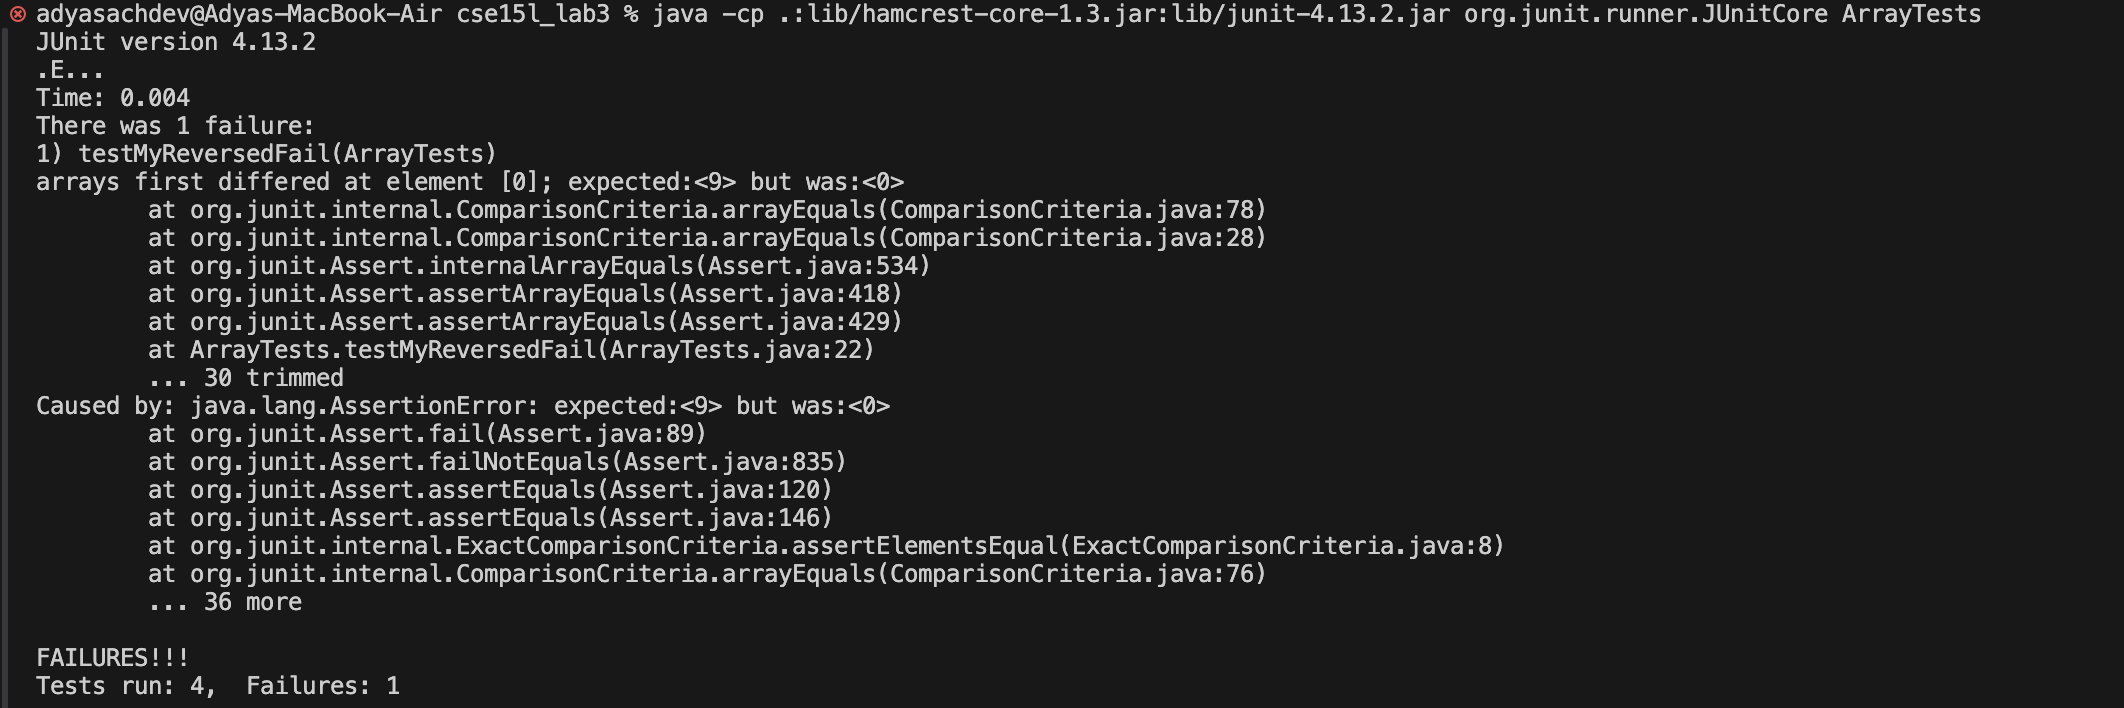 adyasachdev@Adyas-MacBook-Air cse15l_lab3 % java -cp .:lib/hamcrest-core-1.3.jar:lib/junit-4.13.2.jar org.junit.runner.JUnitCore ArrayTests
JUnit version 4.13.2
.E...
Time: 0.004
There was 1 failure:
1) testMyReversedFail(ArrayTests)
arrays first differed at element [0]; expected:<9> but was:<0>
        at org.junit.internal.ComparisonCriteria.arrayEquals(ComparisonCriteria.java:78)
        at org.junit.internal.ComparisonCriteria.arrayEquals(ComparisonCriteria.java:28)
        at org.junit.Assert.internalArrayEquals(Assert.java:534)
        at org.junit.Assert.assertArrayEquals(Assert.java:418)
        at org.junit.Assert.assertArrayEquals(Assert.java:429)
        at ArrayTests.testMyReversedFail(ArrayTests.java:22)
        ... 30 trimmed
Caused by: java.lang.AssertionError: expected:<9> but was:<0>
        at org.junit.Assert.fail(Assert.java:89)
        at org.junit.Assert.failNotEquals(Assert.java:835)
        at org.junit.Assert.assertEquals(Assert.java:120)
        at org.junit.Assert.assertEquals(Assert.java:146)
        at org.junit.internal.ExactComparisonCriteria.assertElementsEqual(ExactComparisonCriteria.java:8)
        at org.junit.internal.ComparisonCriteria.arrayEquals(ComparisonCriteria.java:76)
        ... 36 more

FAILURES!!!
Tests run: 4,  Failures: 1